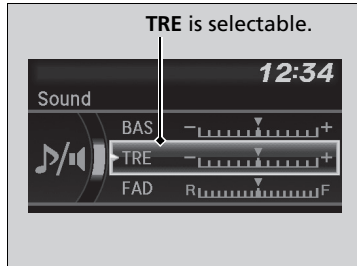 TRE is selectable.
12:34
Sound
BAS − +
TRE − +
FAD R F